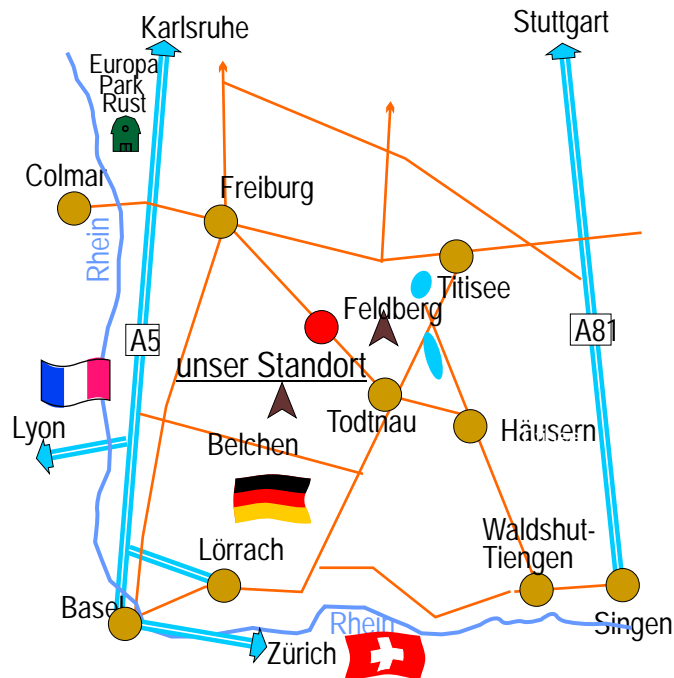 Karlsruhe
Stuttgart
Europa
Park
Rust
Colmar
Freiburg
Rhein
Titisee
Feldberg
A5
A81
unser Standort
Todtnau
Lyon
Häusern
Belchen
Waldshut-
Tiengen
Lörrach
Basel
Rhein
Singen
Zürich